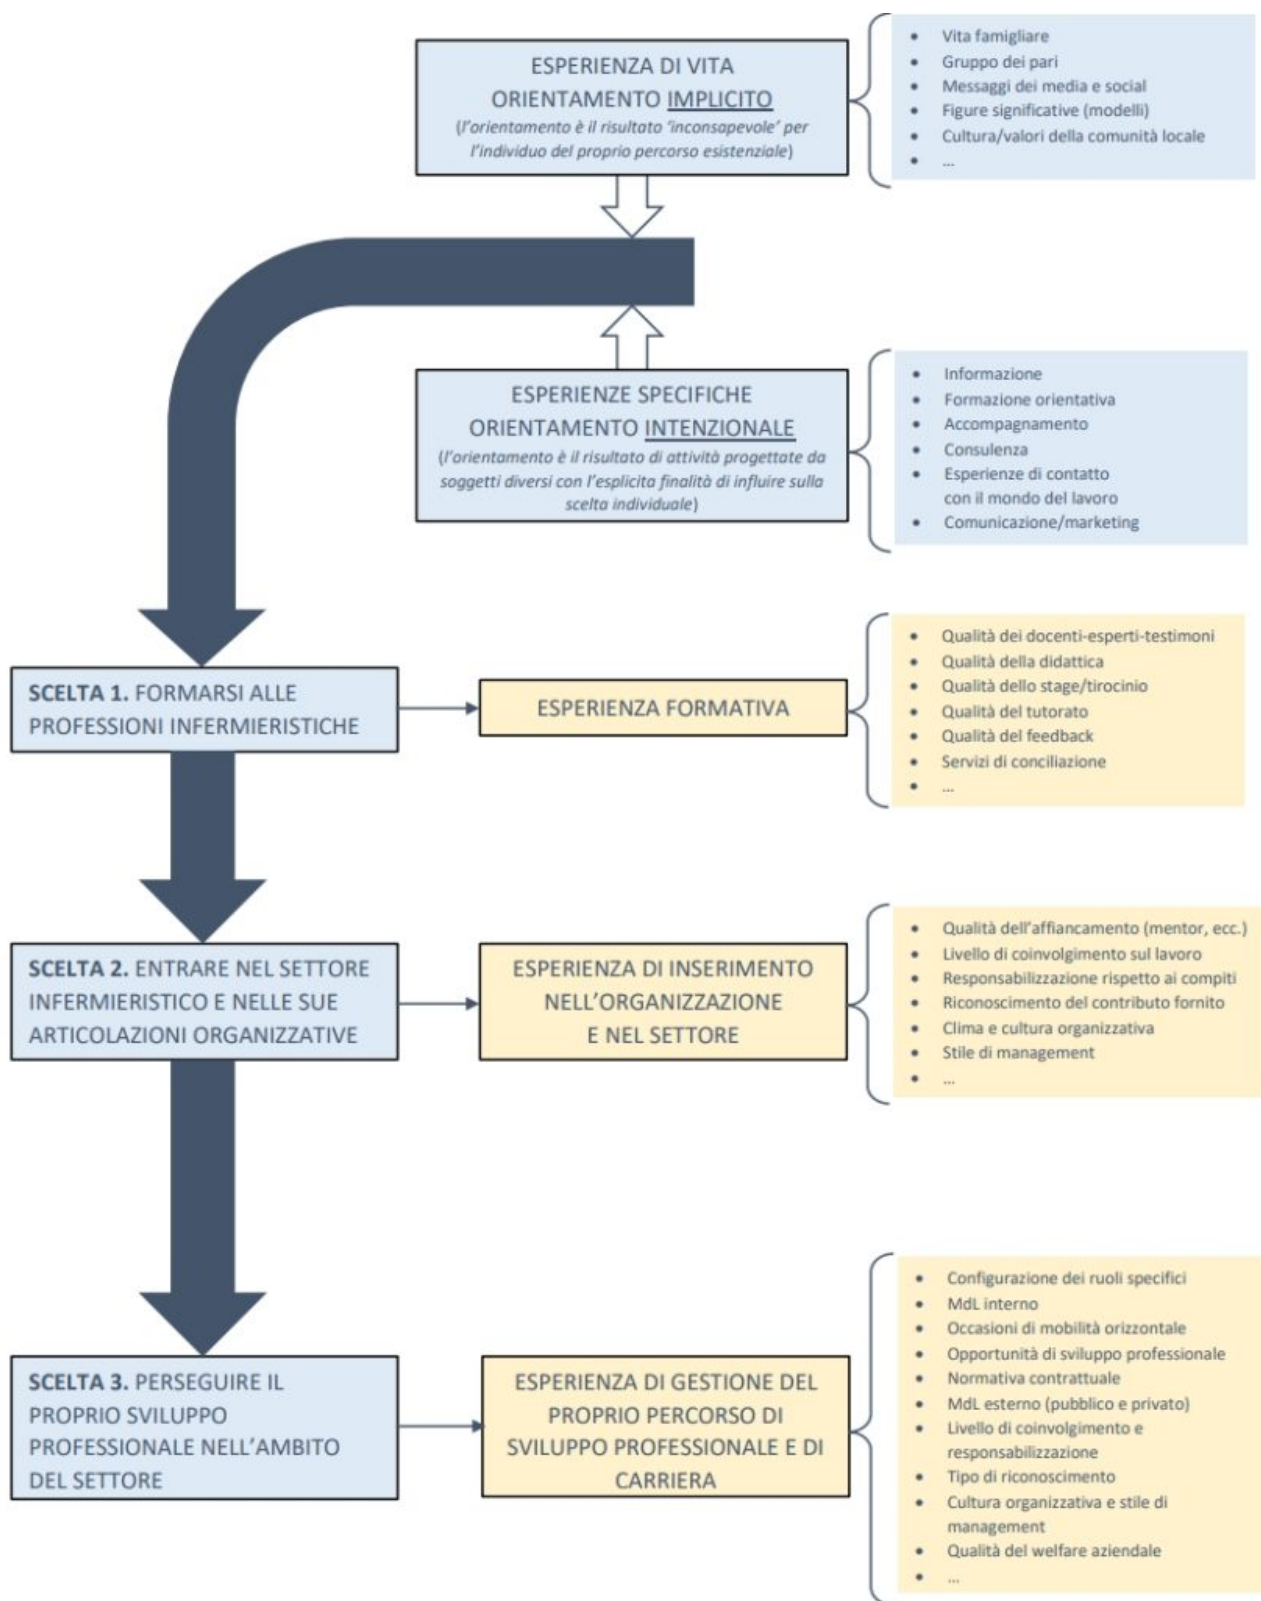 ESPERIENZA DI VITA
ORIENTAMENTO IMPLICITO
(l'orientamento è il risultato 'inconsapevole' per
l'individuo del proprio percorso esistenziale)
• Vita famigliare
• Gruppo dei pari
• Messaggi dei media e social
• Figure significative (modelli)
• Cultura/valori della comunità locale
• ...
ESPERIENZE SPECIFICHE
ORIENTAMENTO INTENZIONALE
(l'orientamento è il risultato di attività progettate da
soggetti diversi con l'esplicita finalità di influire sulla
scelta individuale)
• Informazione
• Formazione orientativa
• Accompagnamento
• Consulenza
• Esperienze di contatto
con il mondo del lavoro
• Comunicazione/marketing
SCELTA 1. FORMARSI ALLE
PROFESSIONI INFERMIERISTICHE
ESPERIENZA FORMATIVA
• Qualità dei docenti-esperti-testimoni
• Qualità della didattica
• Qualità dello stage/tirocinio
• Qualità del tutorato
• Qualità del feedback
• Servizi di conciliazione
• ...
SCELTA 2. ENTRARE NEL SETTORE
INFERMIERISTICO E NELLE SUE
ARTICOLAZIONI ORGANIZZATIVE
ESPERIENZA DI INSERIMENTO
NELL'ORGANIZZAZIONE
E NEL SETTORE
• Qualità dell'affiancamento (mentor, ecc.)
• Livello di coinvolgimento sul lavoro
• Responsabilizzazione rispetto ai compiti
• Riconoscimento del contributo fornito
• Clima e cultura organizzativa
• Stile di management
• ...
SCELTA 3. PERSEGUIRE IL
PROPRIO SVILUPPO
PROFESSIONALE NELL'AMBITO
DEL SETTORE
ESPERIENZA DI GESTIONE DEL
PROPRIO PERCORSO DI
SVILUPPO PROFESSIONALE E DI
CARRIERA
• Configurazione dei ruoli specifici
• MdL interno
• Occasioni di mobilità orizzontale
• Opportunità di sviluppo professionale
• Normativa contrattuale
• MdL esterno (pubblico e privato)
• Livello di coinvolgimento e
responsabilizzazione
• Tipo di riconoscimento
• Cultura organizzativa e stile di
management
• Qualità del welfare aziendale
• ...